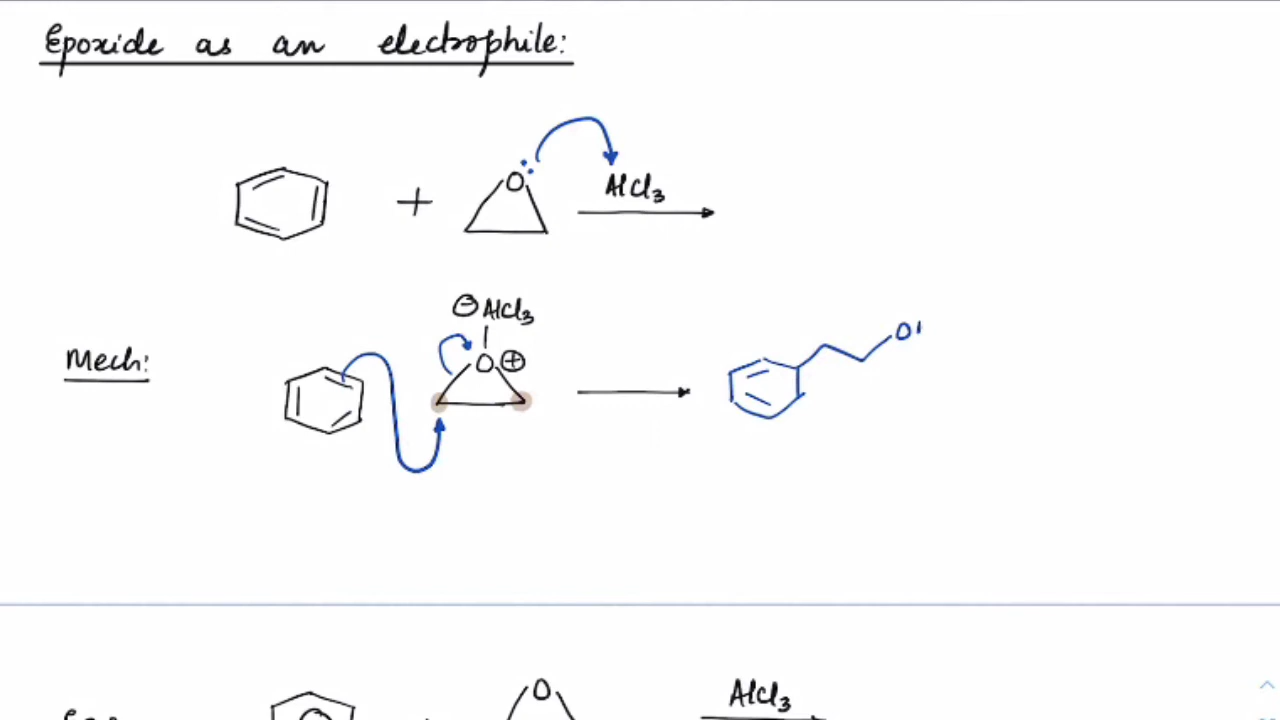 Epoxide as an electrophile:
+ O AlCl3
⊖ AlCl3
Mech: O ⊕ O
O AlCl3